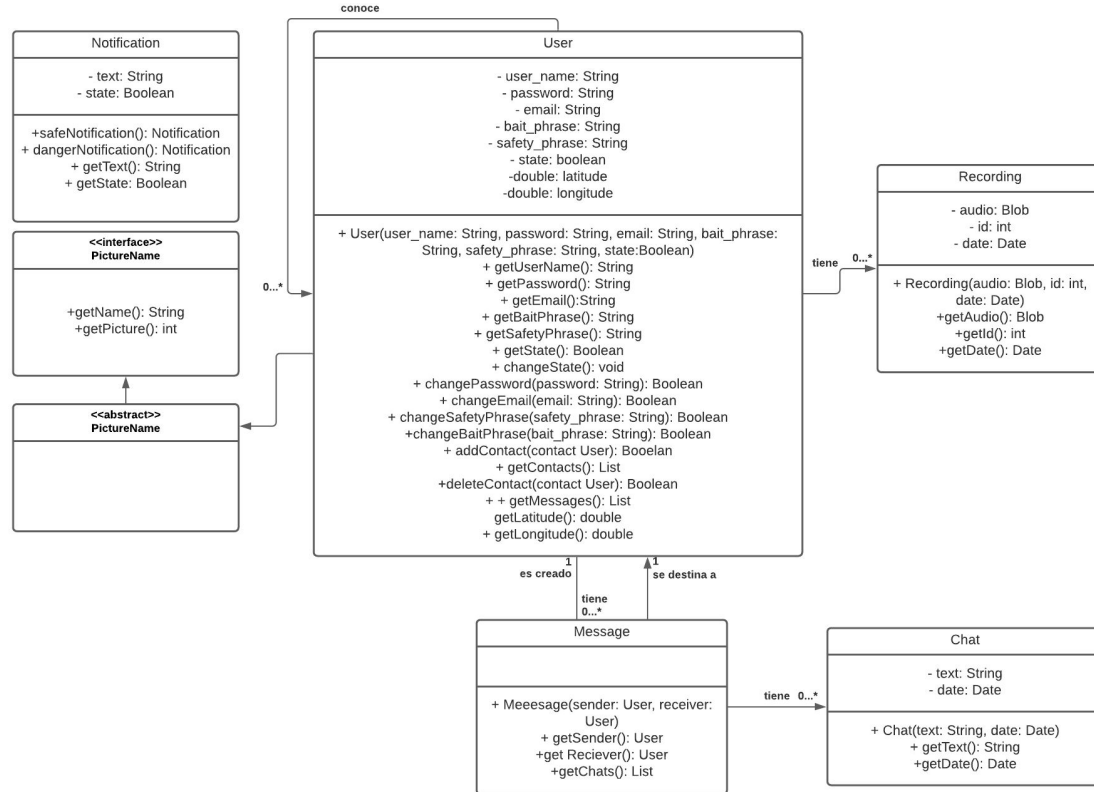 conoce
Notification
- text: String
- state: Boolean
+safeNotification(): Notification
+ dangerNotification(): Notification
+ getText(): String
+ getState: Boolean
<<interface>>
PictureName
+getName(): String
+getPicture(): int
<<abstract>>
PictureName
0...*
User
- user_name: String
- password: String
- email: String
- bait_phrase: String
- safety_phrase: String
- state: boolean
-double: latitude
-double: longitude
+ User(user_name: String, password: String, email: String, bait_phrase:
String, safety_phrase: String, state:Boolean)
+ getUserName(): String
+ getPassword(): String
+ getEmail():String
+ getBaitPhrase(): String
+ getSafetyPhrase(): String
+ getState(): Boolean
+ changeState(): void
+ changePassword(password: String): Boolean
+ changeEmail(email: String): Boolean
+ changeSafetyPhrase(safety_phrase: String): Boolean
+changeBaitPhrase(bait_phrase: String): Boolean
+ addContact(contact User): Booelan
+ getContacts(): List
+deleteContact(contact User): Boolean
+ + getMessages(): List
getLatitude(): double
+ getLongitude(): double
tiene
0...*
Recording
- audio: Blob
- id: int
- date: Date
+ Recording(audio: Blob, id: int,
date: Date)
+getAudio(): Blob
+getId(): int
+getDate(): Date
1
es creado
tiene
0...*
1
se destina a
Message
+ Meeesage(sender: User, receiver:
User)
+ getSender(): User
+get Reciever(): User
+getChats(): List
tiene 0...*
Chat
- text: String
- date: Date
+ Chat(text: String, date: Date)
+ getText(): String
+getDate(): Date